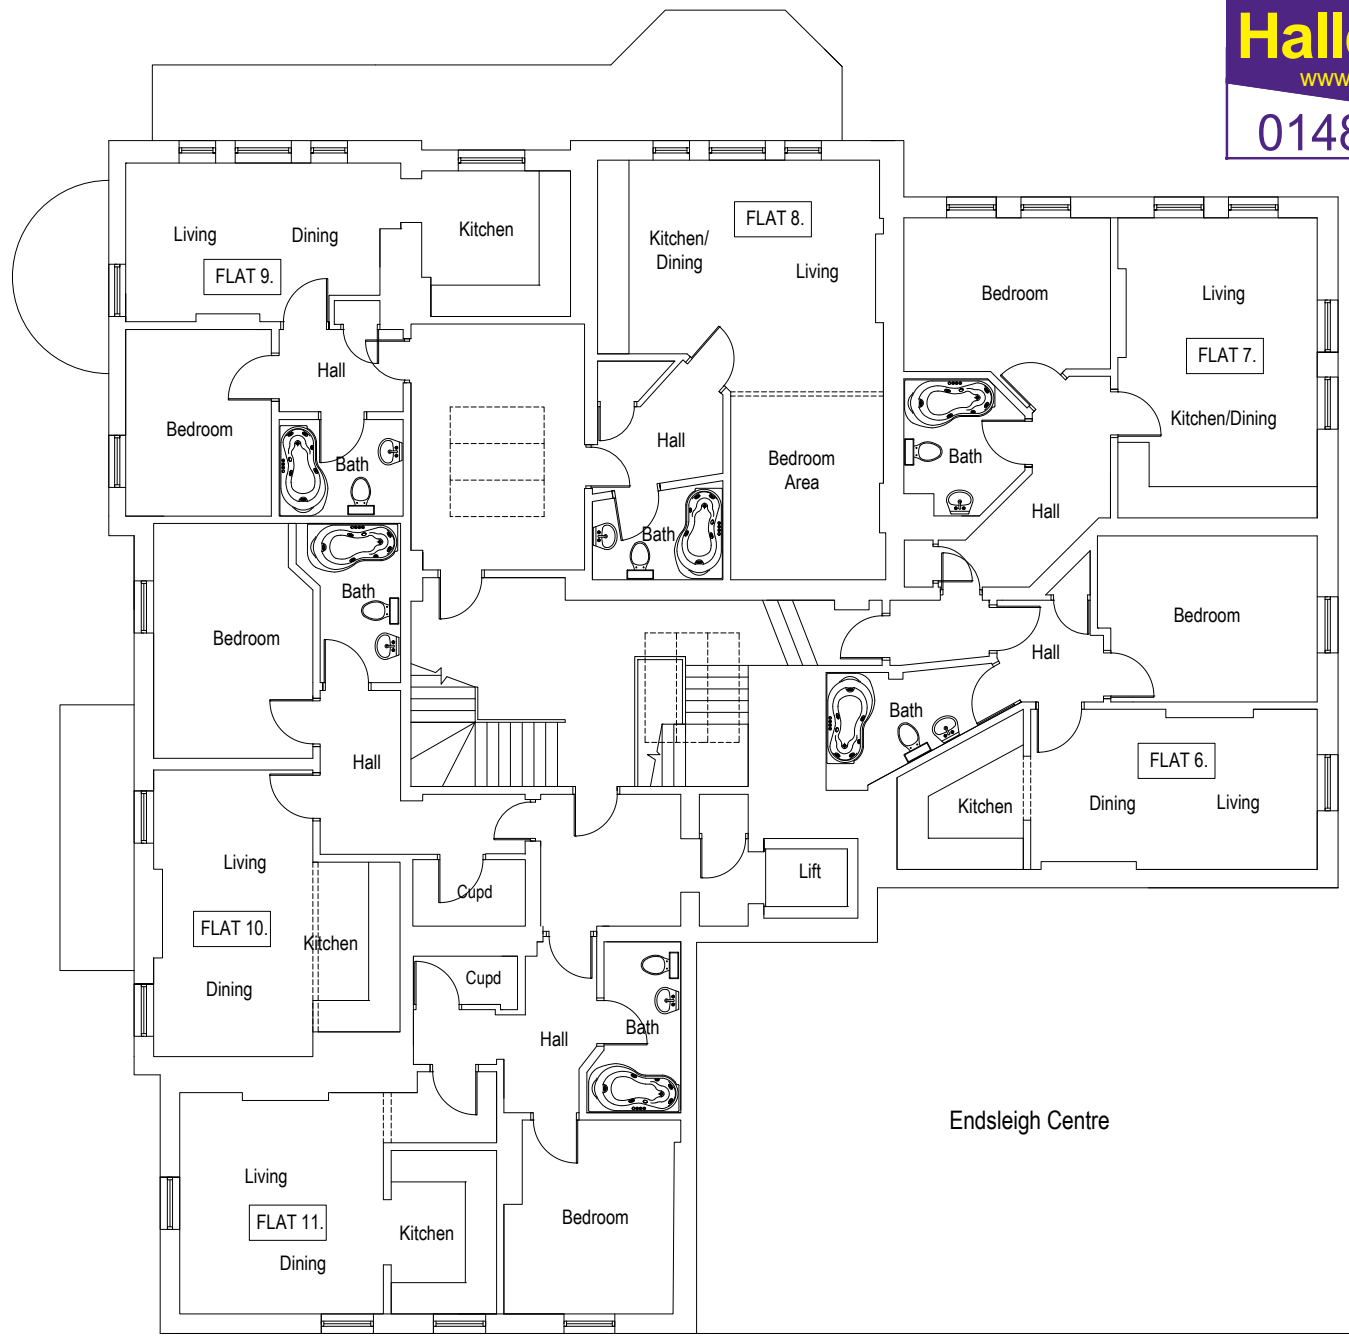 Hall
www.
0148
FLAT 8.
Living
Dining
Kitchen
Kitchen/
Dining
Living
FLAT 9.
Bedroom
Living
FLAT 7.
Hall
Bedroom
Kitchen/Dining
Hall
Bedroom
Area
Bath
Bath
Hall
Bath
Bath
Bedroom
Bedroom
Hall
Bath
Hall
FLAT 6.
Kitchen
Dining
Living
Living
Lift
Cupd
FLAT 10.
Kitchen
Dining
Cupd
Hall
Bath
Endsleigh Centre
Living
FLAT 11.
Kitchen
Bedroom
Dining